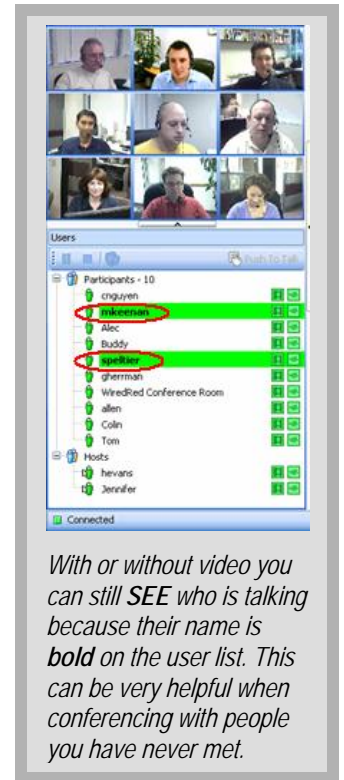 Users
Push To Talk
Participants - 10
cnguyen
mkeenan
Alec
Buddy
speltier
gherrman
WiredRed Conference Room
allen
Colin
Tom
Hosts
hevans
Jennifer
Connected
With or without video you
can still SEE who is talking
because their name is
bold on the user list. This
can be very helpful when
conferencing with people
you have never met.